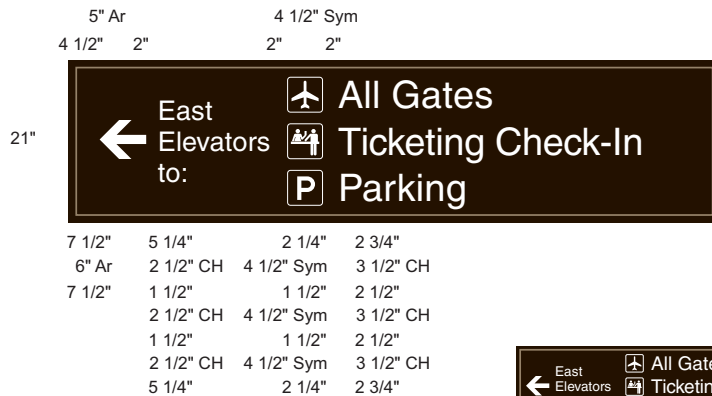 5" Ar 4 1/2" Sym
4 1/2" 2" 2" 2"
All Gates
East
21" Elevators Ticketing Check-In
to:
P Parking
7 1/2" 5 1/4" 2 1/4" 2 3/4"
6" Ar 2 1/2" CH 4 1/2" Sym 3 1/2" CH
7 1/2" 1 1/2" 1 1/2" 2 1/2"
2 1/2" CH 4 1/2" Sym 3 1/2" CH
1 1/2" 1 1/2" 2 1/2"
2 1/2" CH 4 1/2" Sym 3 1/2" CH
5 1/4" 2 1/4" 2 3/4"
East All Gate
Elevators Ticketin